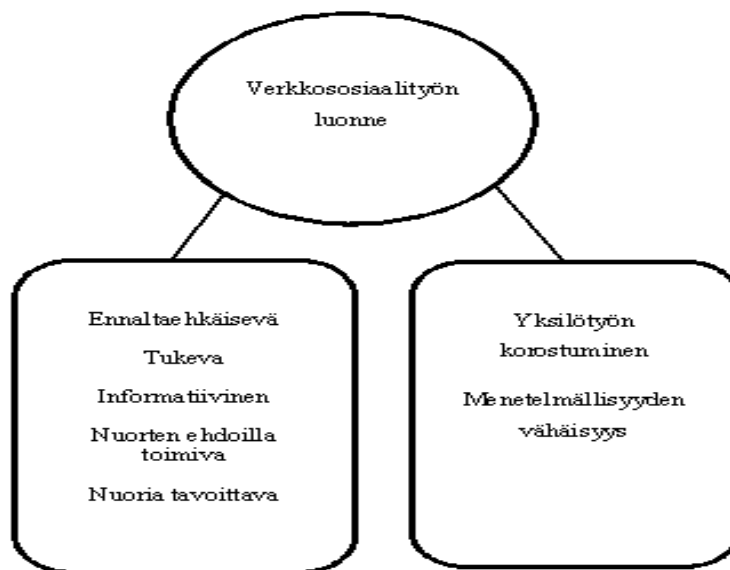 Verkkososiaalityön
luonne
Ennaltaehkäisevä
Tukeva
Informatiivinen
Nuorten ehdoilla
toimiva
Nuoria tavoittava
Yksilötyön
korostuminen
Menetelmällisyyden
vähäisyys